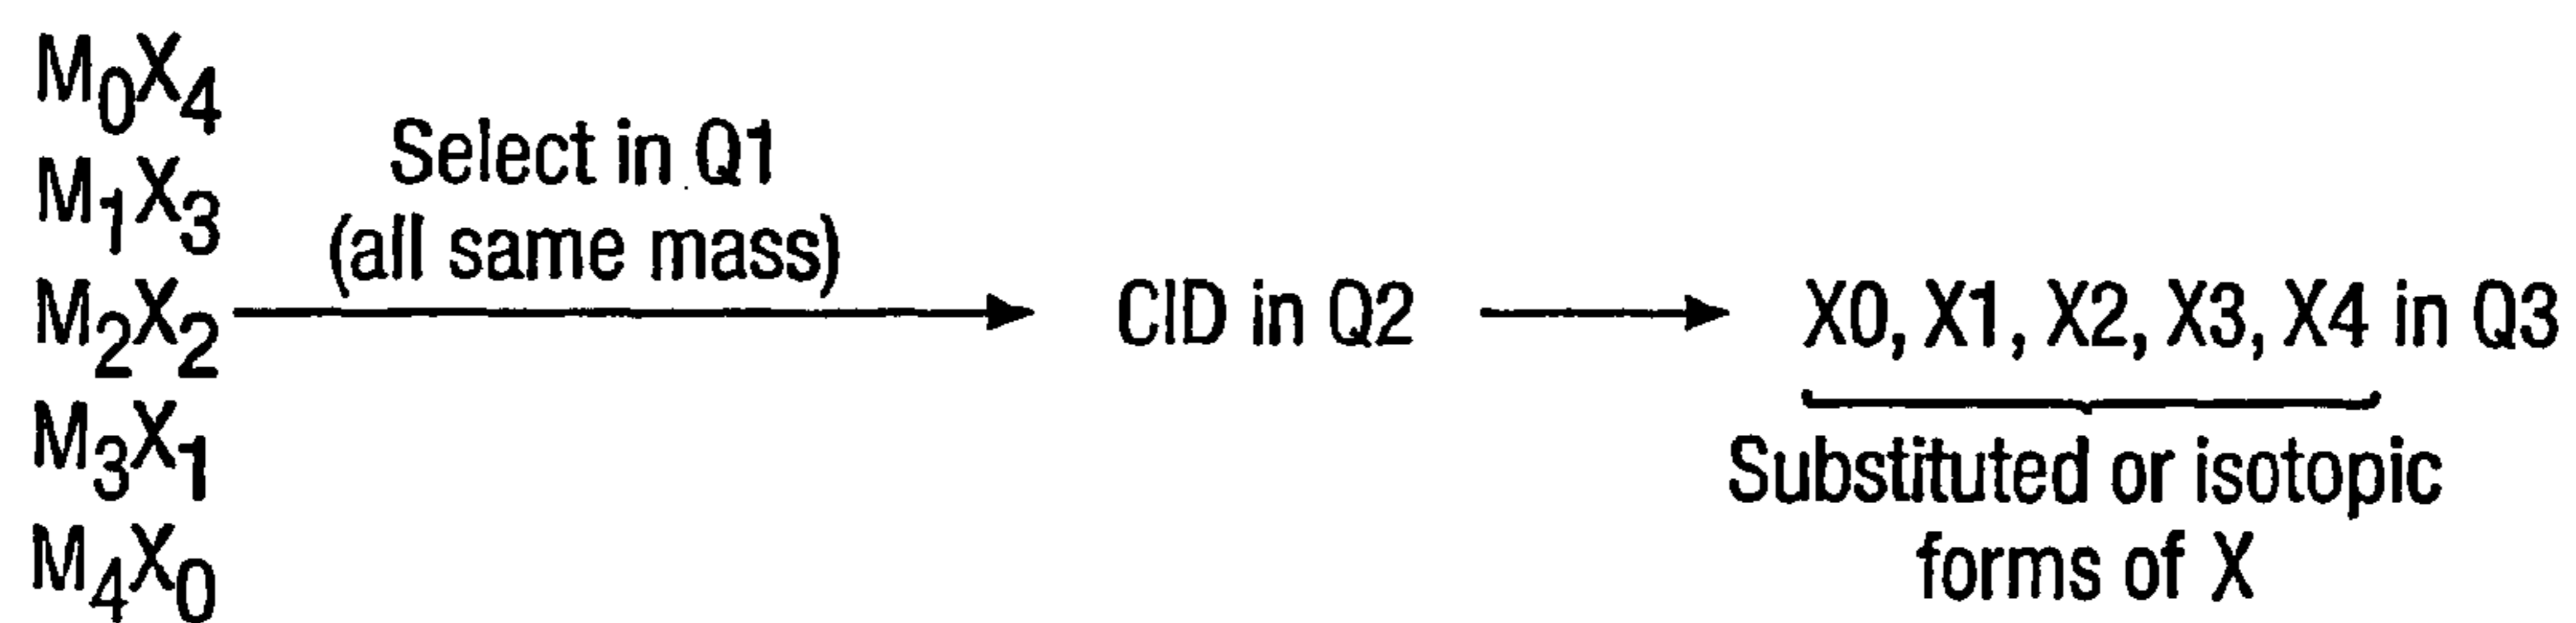 M₀X₄
M₁X₃
M₂X₂
M₃X₁
M₄X₀
Select in Q1
(all same mass)
CID in Q2
X0, X1, X2, X3, X4 in Q3
Substituted or isotopic
forms of X